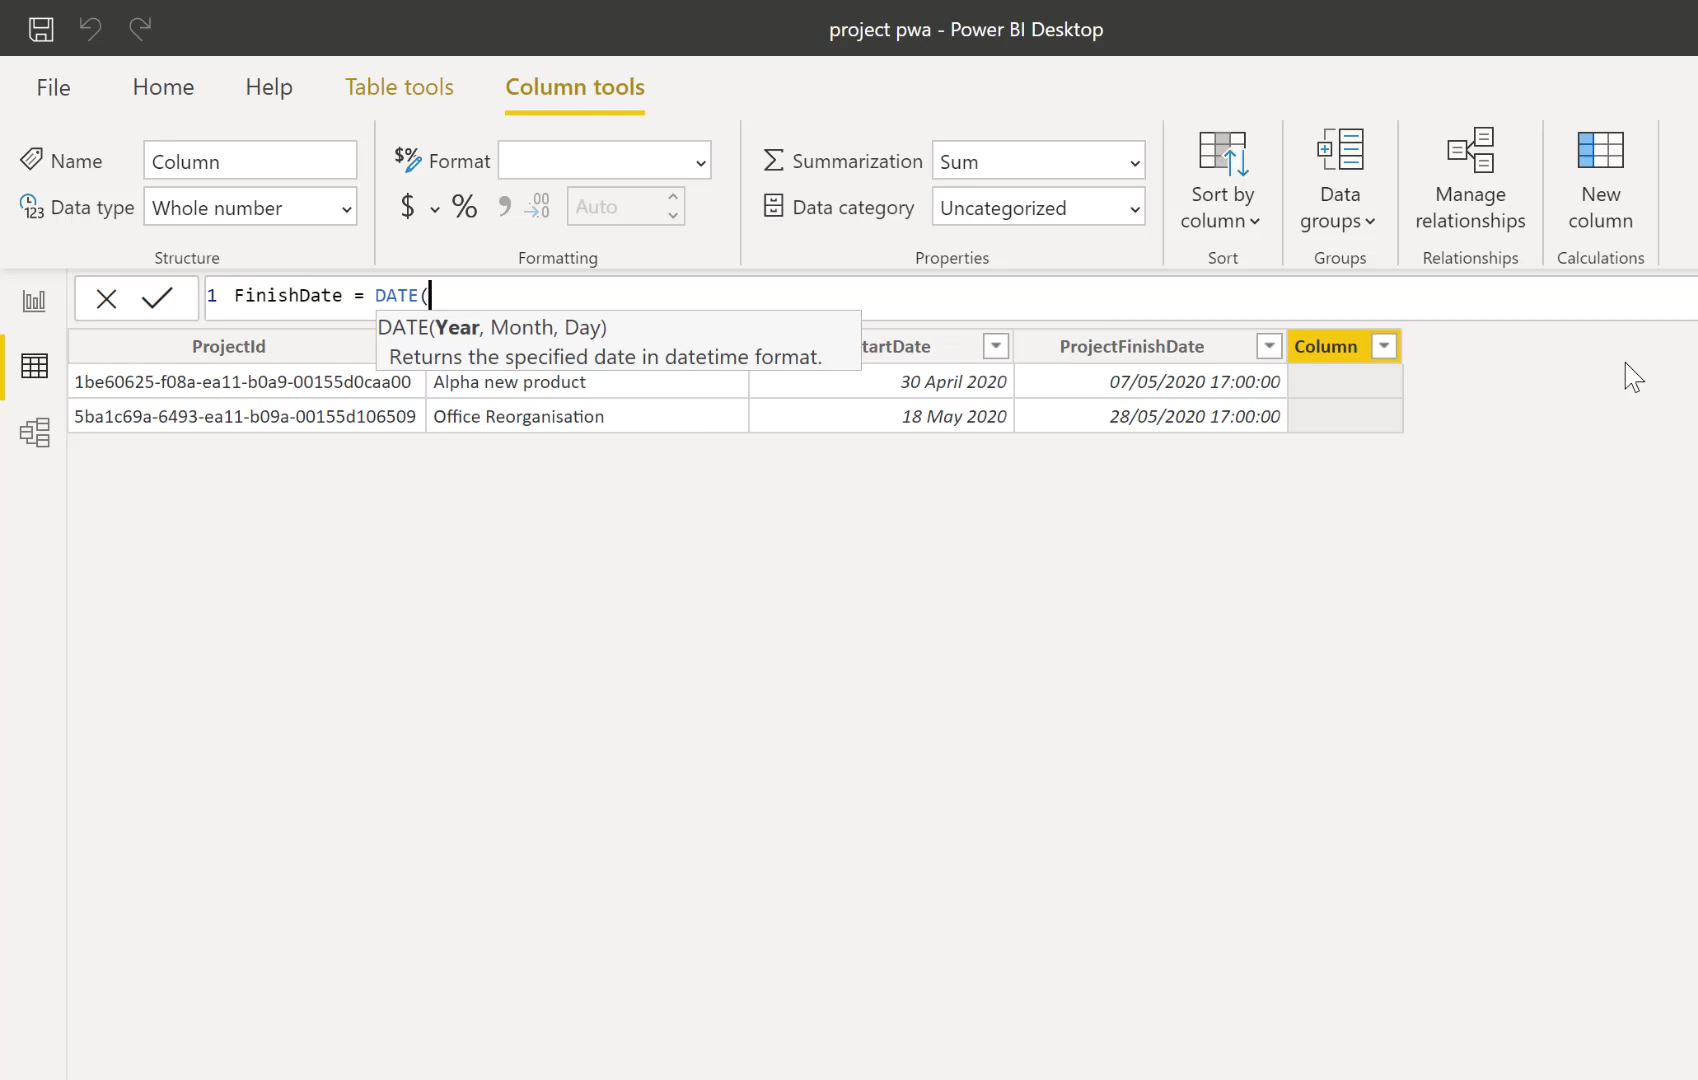 project pwa - Power BI Desktop
File Home Help Table tools Column tools
Name Column Format Summarization Sum
Data type Whole number $ % .00 →0 Auto Data category Uncategorized
Sort by column
Data groups
Manage relationships
New column
Structure Formatting Properties Sort Groups Relationships Calculations
1 FinishDate = DATE(
DATE(Year, Month, Day)
Returns the specified date in datetime format.
ProjectId tartDate ProjectFinishDate Column
1be60625-f08a-ea11-b0a9-00155d0caa00 Alpha new product 30 April 2020 07/05/2020 17:00:00
5ba1c69a-6493-ea11-b09a-00155d106509 Office Reorganisation 18 May 2020 28/05/2020 17:00:00